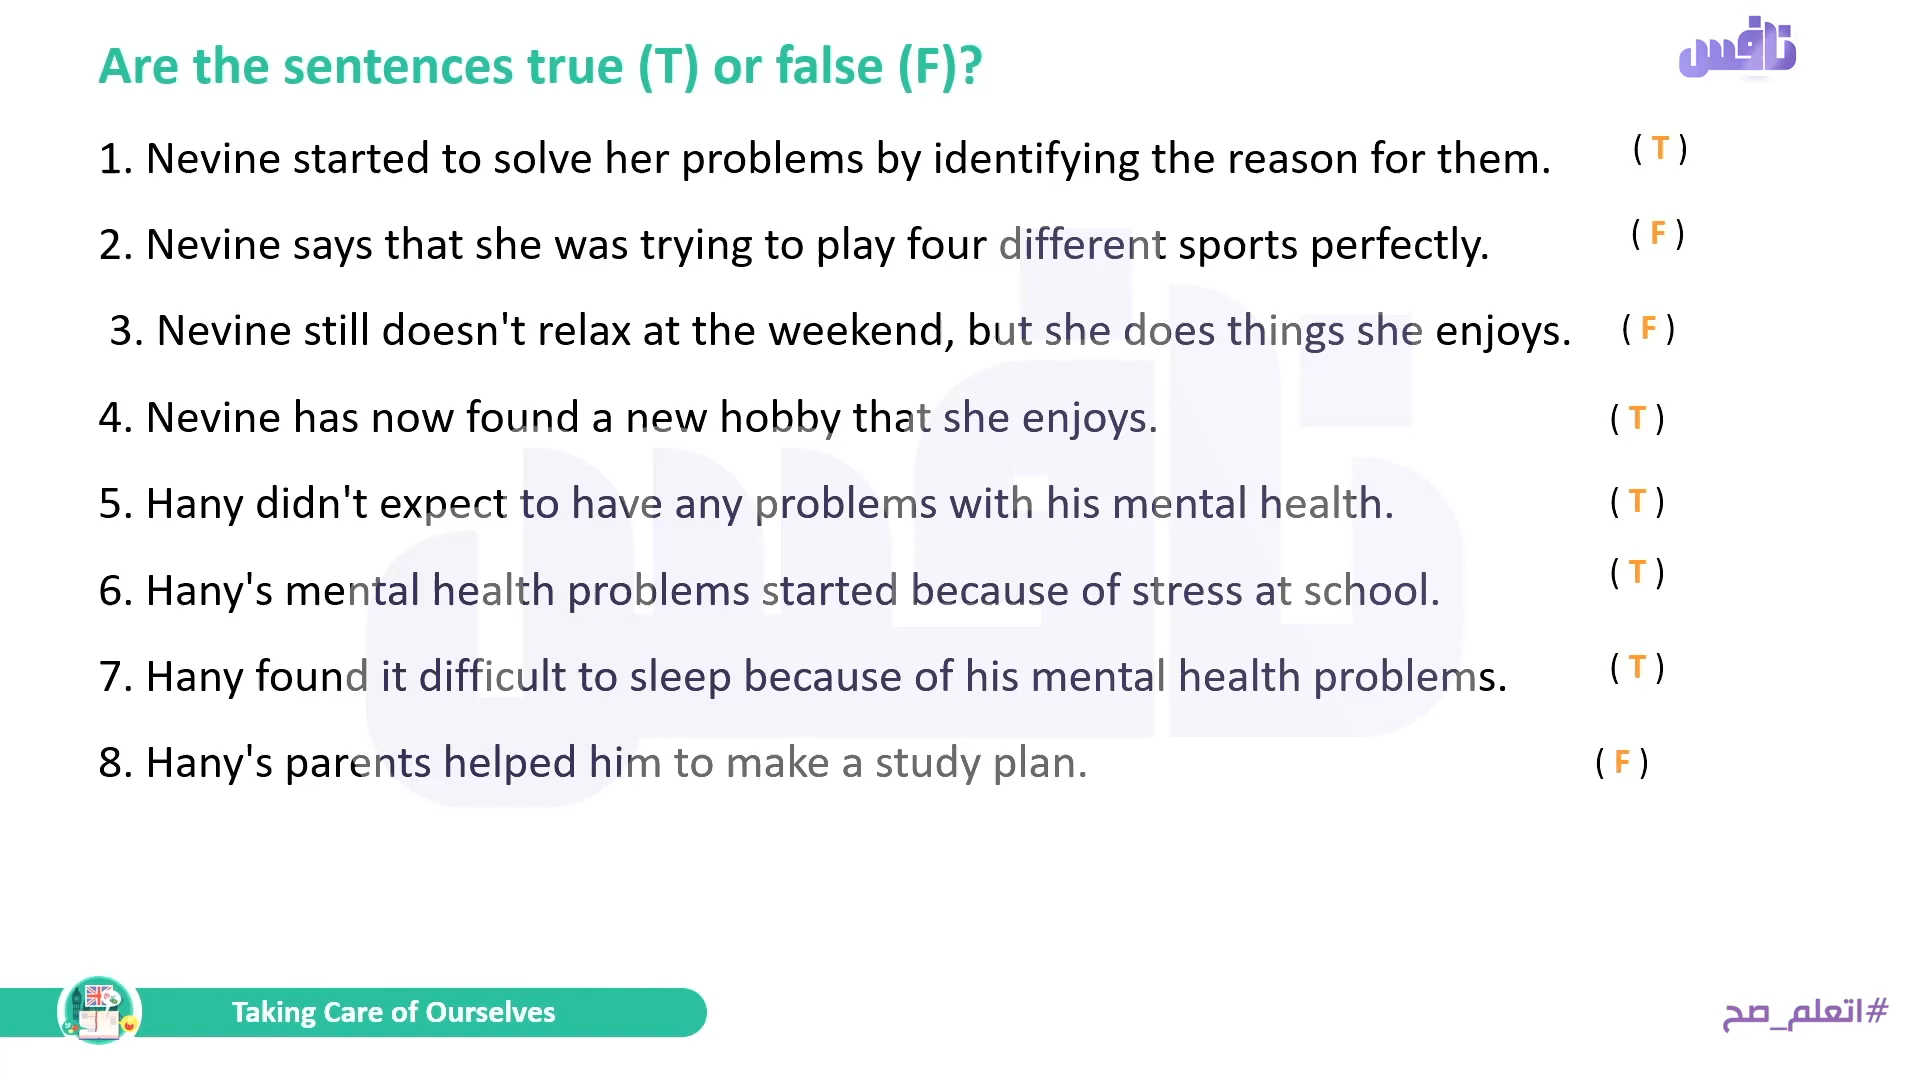 Are the sentences true (T) or false (F)?
نافس
1. Nevine started to solve her problems by identifying the reason for them. ( T )
2. Nevine says that she was trying to play four different sports perfectly. ( F )
3. Nevine still doesn't relax at the weekend, but she does things she enjoys. ( F )
4. Nevine has now found a new hobby that she enjoys. ( T )
5. Hany didn't expect to have any problems with his mental health. ( T )
6. Hany's mental health problems started because of stress at school. ( T )
7. Hany found it difficult to sleep because of his mental health problems. ( T )
8. Hany's parents helped him to make a study plan. ( F )
Taking Care of Ourselves
#اتعلم_صح